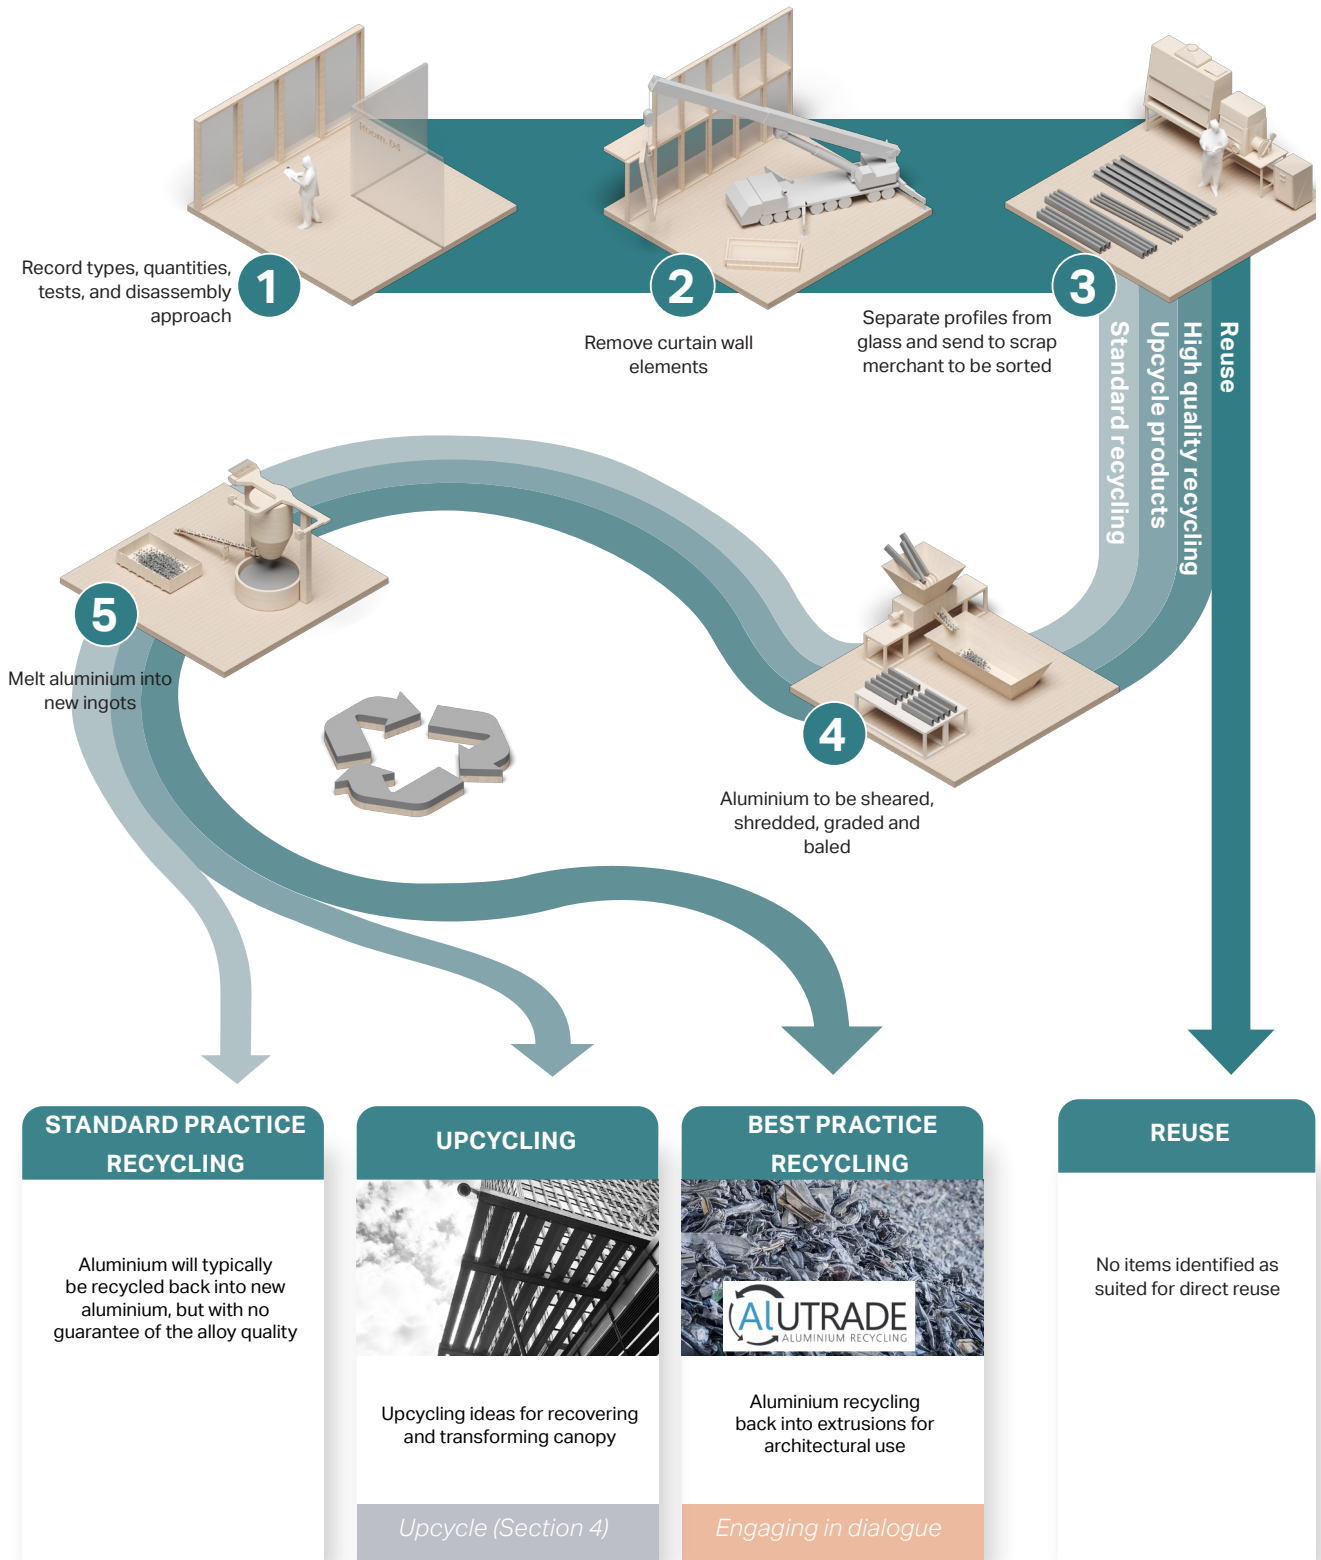 Room 04
1
Record types, quantities,
tests, and disassembly
approach
2
Remove curtain wall
elements
3
Separate profiles from
glass and send to scrap
merchant to be sorted
Standard recycling
Upcycle products
High quality recycling
Reuse
4
Aluminium to be sheared,
shredded, graded and
baled
5
Melt aluminium into
new ingots
STANDARD PRACTICE
RECYCLING
Aluminium will typically
be recycled back into new
aluminium, but with no
guarantee of the alloy quality
UPCYCLING
Upcycling ideas for recovering
and transforming canopy
Upcycle (Section 4)
BEST PRACTICE
RECYCLING
AlUTRADE
ALUMINIUM RECYCLING
Aluminium recycling
back into extrusions for
architectural use
Engaging in dialogue
REUSE
No items identified as
suited for direct reuse